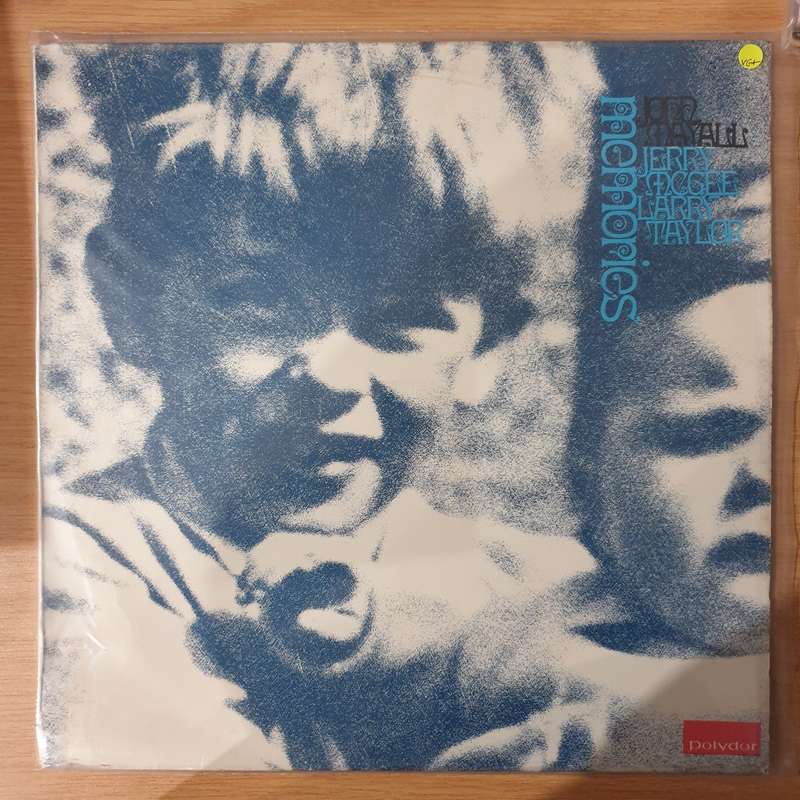 VG+
JOHN
MAYALL
JERRY
MCGEE
LARRY
TAYLOR
memories
Polydor